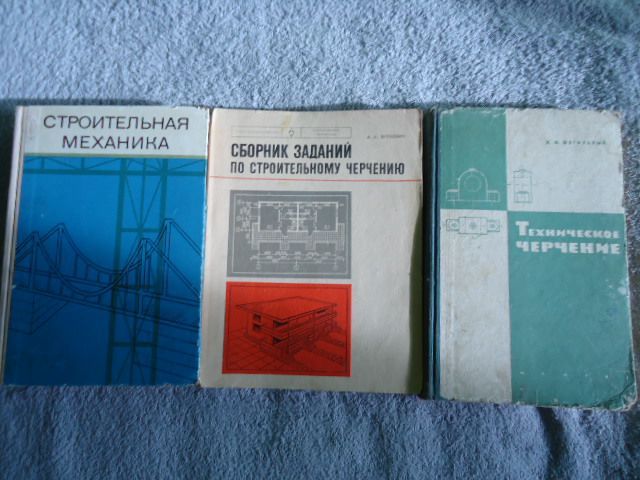 СТРОИТЕЛЬНАЯ
МЕХАНИКА
СБОРНИК ЗАДАНИЙ
ПО СТРОИТЕЛЬНОМУ ЧЕРЧЕНИЮ
ТЕХНИЧЕСКОЕ
ЧЕРЧЕНИЕ